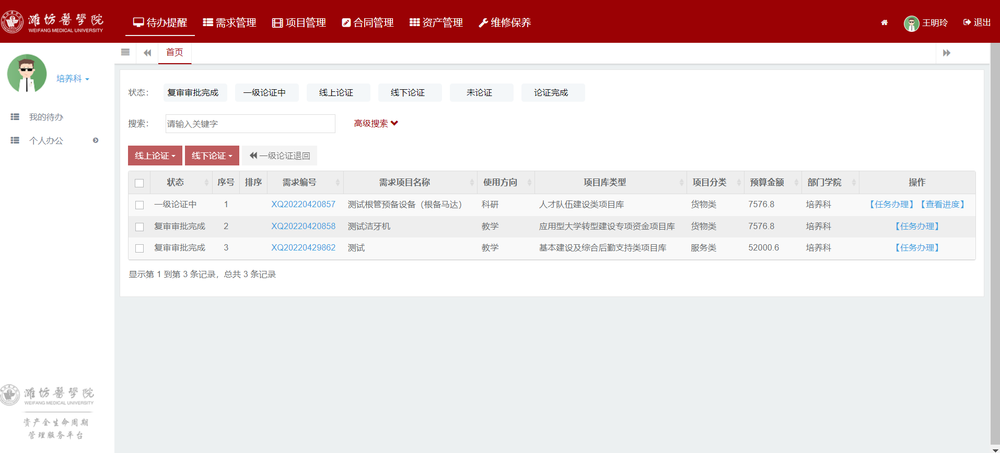 濰坊醫學院
WEIFANG MEDICAL UNIVERSITY
待办提醒 需求管理 项目管理 合同管理 资产管理 维修保养 王明玲 退出
首页
培养科
我的待办
个人办公
状态： 复审审批完成 一级论证中 线上论证 线下论证 未论证 论证完成
搜索： 请输入关键字 高级搜索
线上论证 线下论证 一级论证退回
状态 序号 排序 需求编号 需求项目名称 使用方向 项目库类型 项目分类 预算金额 部门学院 操作
一级论证中 1 XQ20220420857 测试根管预备设备（根备马达） 科研 人才队伍建设类项目库 货物类 7576.8 培养科 【任务办理】【查看进度】
复审审批完成 2 XQ20220420858 测试洁牙机 教学 应用型大学转型建设专项资金项目库 货物类 7576.8 培养科 【任务办理】
复审审批完成 3 XQ20220429862 测试 教学 基本建设及综合后勤支持类项目库 服务类 52000.6 培养科 【任务办理】
显示第 1 到第 3 条记录，总共 3 条记录
濰坊醫學院
WEIFANG MEDICAL UNIVERSITY
资产全生命周期
管理服务平台